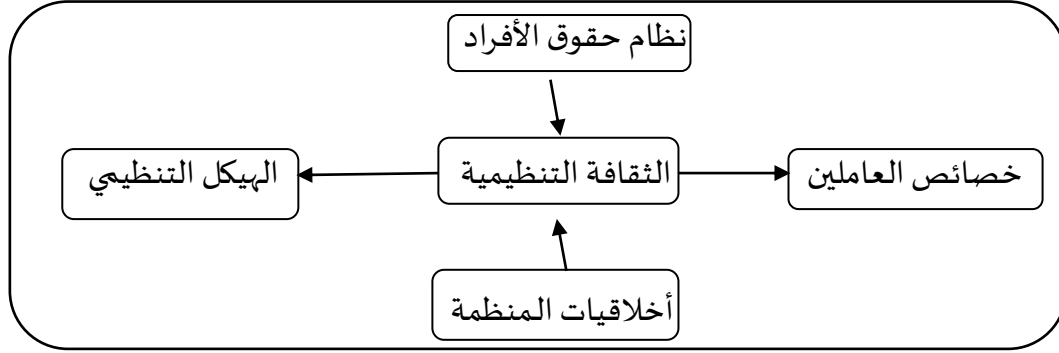 نظام حقوق الأفراد
خصائص العاملين
الثقافة التنظيمية
الهيكل التنظيمي
أخلاقيات المنظمة